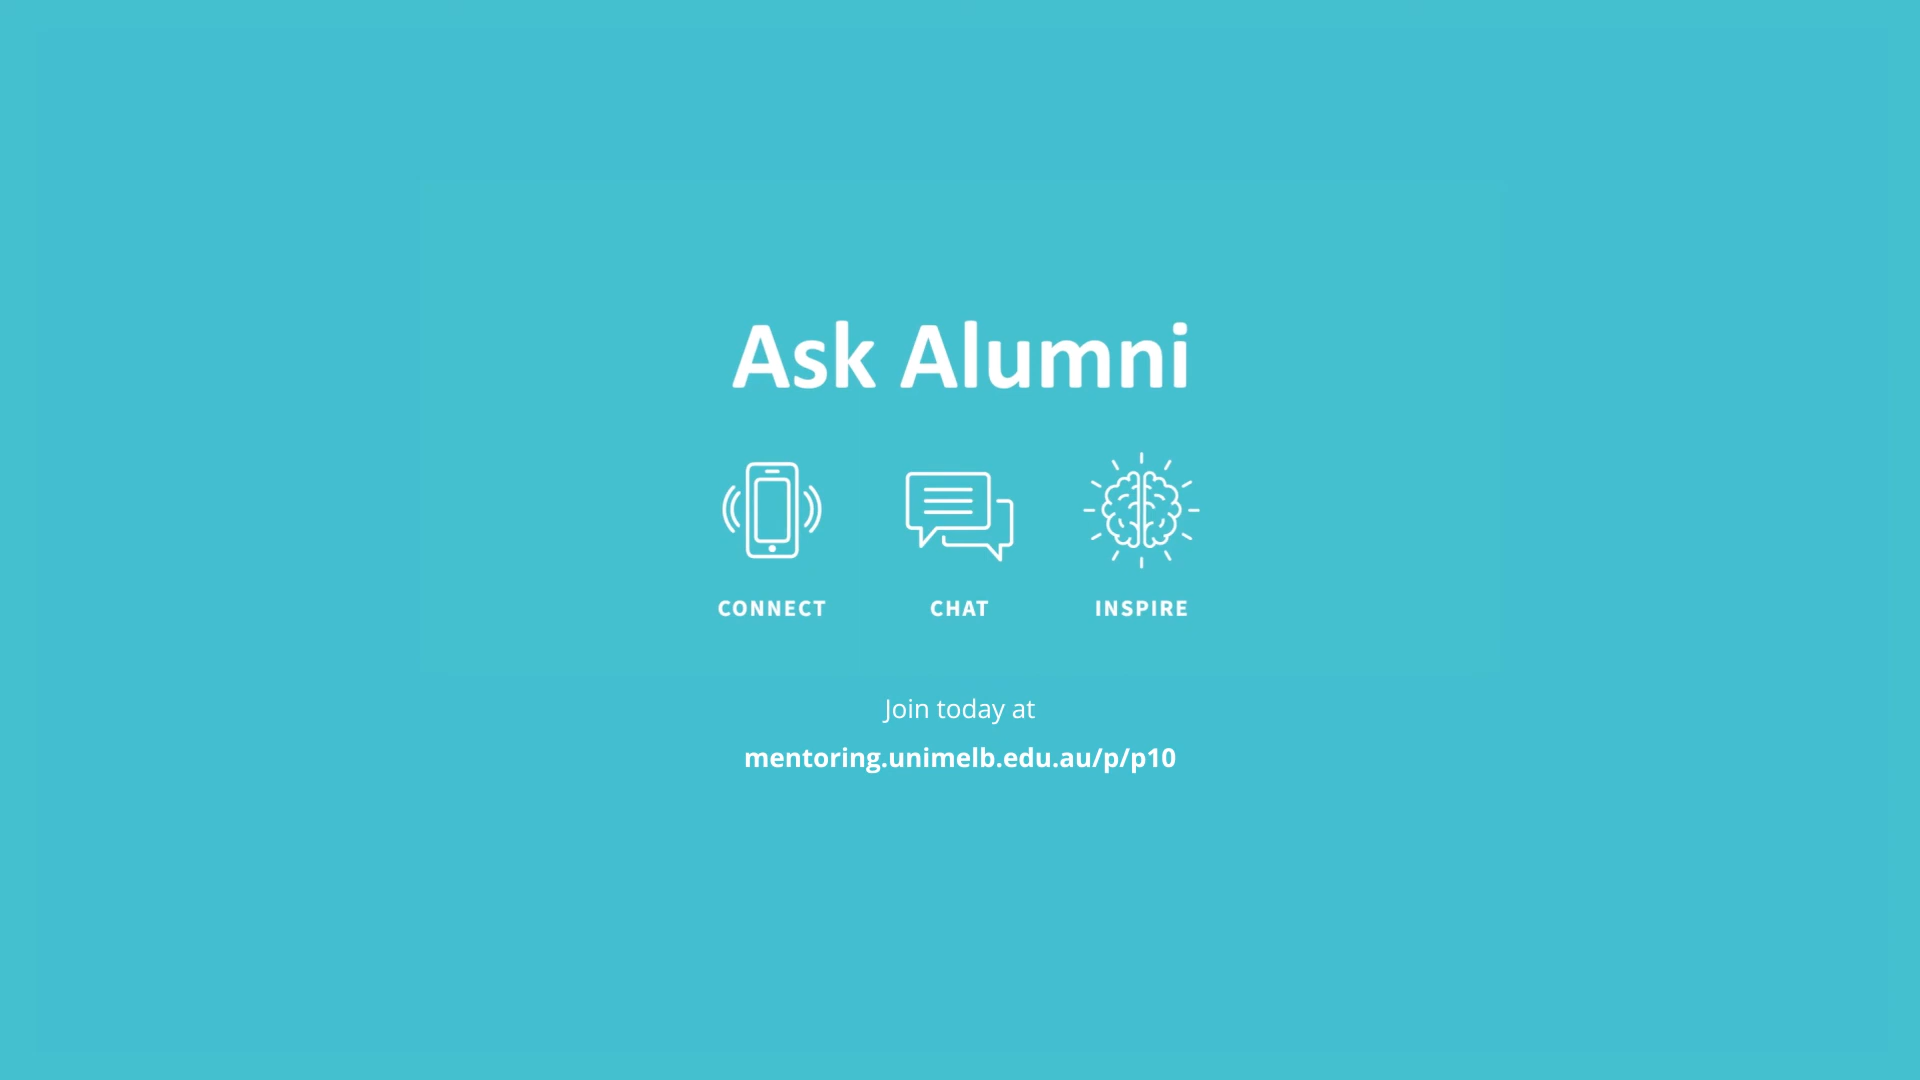 Ask Alumni
CONNECT CHAT INSPIRE
Join today at
mentoring.unimelb.edu.au/p/p10